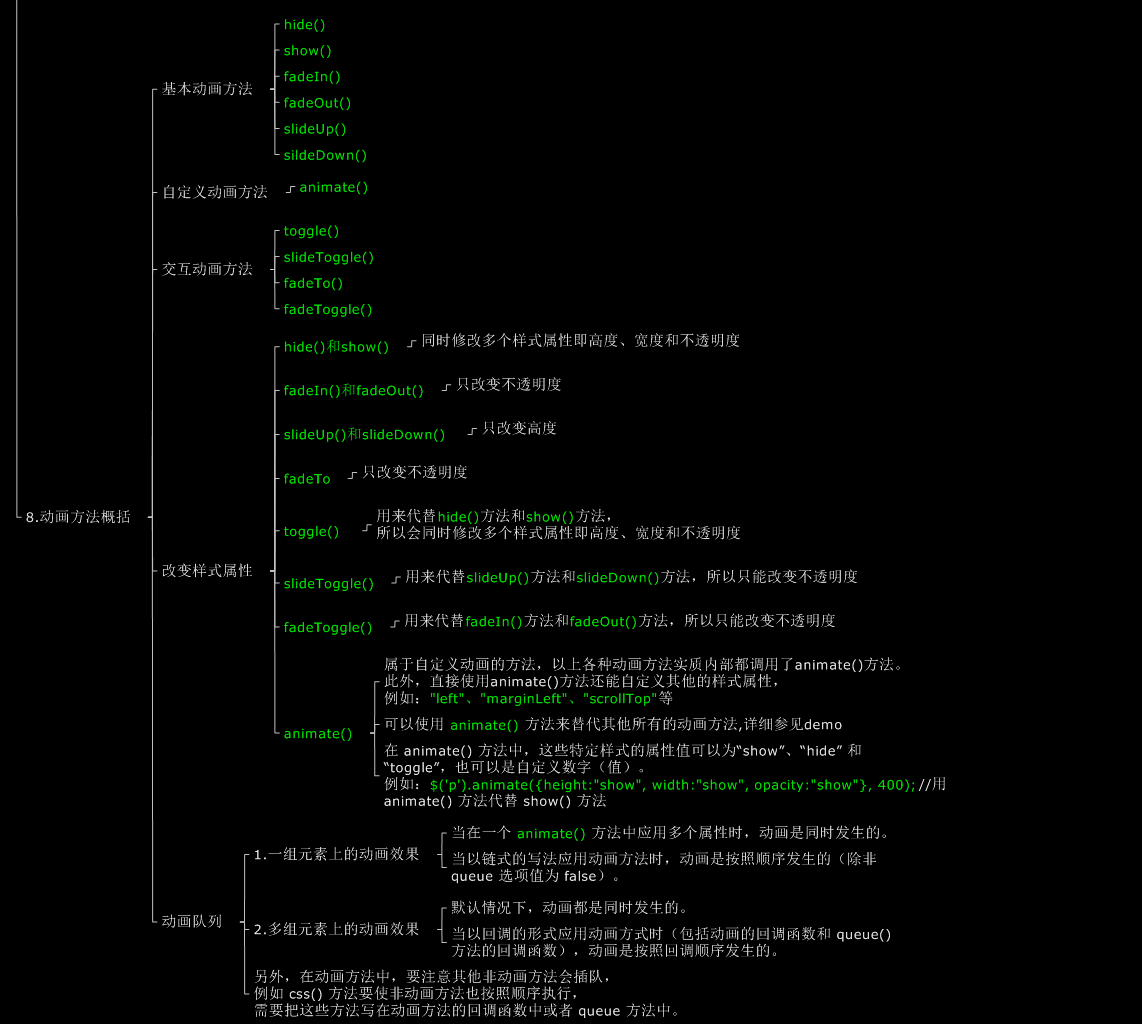 8.动画方法概括
基本动画方法
hide()
show()
fadeIn()
fadeOut()
slideUp()
sildeDown()
自定义动画方法
animate()
交互动画方法
toggle()
slideToggle()
fadeTo()
fadeToggle()
改变样式属性
hide()和show()
同时修改多个样式属性即高度、宽度和不透明度
fadeIn()和fadeOut()
只改变不透明度
slideUp()和slideDown()
只改变高度
fadeTo
只改变不透明度
toggle()
用来代替hide()方法和show()方法，
所以会同时修改多个样式属性即高度、宽度和不透明度
slideToggle()
用来代替slideUp()方法和slideDown()方法，所以只能改变不透明度
fadeToggle()
用来代替fadeIn()方法和fadeOut()方法，所以只能改变不透明度
animate()
属于自定义动画的方法，以上各种动画方法实质内部都调用了animate()方法。
此外，直接使用animate()方法还能自定义其他的样式属性，
例如："left"、"marginLeft"、"scrollTop"等
可以使用 animate() 方法来替代其他所有的动画方法,详细参见demo
在 animate() 方法中，这些特定样式的属性值可以为“show”、“hide” 和
“toggle”，也可以是自定义数字（值）。
例如：$('p').animate({height:"show", width:"show", opacity:"show"}, 400);//用
animate() 方法代替 show() 方法
动画队列
1.一组元素上的动画效果
当在一个 animate() 方法中应用多个属性时，动画是同时发生的。
当以链式的写法应用动画方法时，动画是按照顺序发生的（除非
queue 选项值为 false）。
2.多组元素上的动画效果
默认情况下，动画都是同时发生的。
当以回调的形式应用动画方式时（包括动画的回调函数和 queue()
方法的回调函数），动画是按照回调顺序发生的。
另外，在动画方法中，要注意其他非动画方法会插队，
例如 css() 方法要使非动画方法也按照顺序执行，
需要把这些方法写在动画方法的回调函数中或者 queue 方法中。